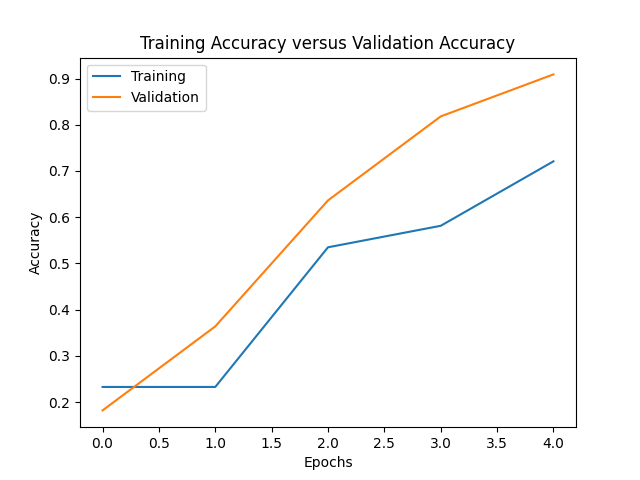 Training Accuracy versus Validation Accuracy
Training
Validation
0.9
0.8
0.7
0.6
0.5
0.4
0.3
0.2
Accuracy
0.0 0.5 1.0 1.5 2.0 2.5 3.0 3.5 4.0
Epochs